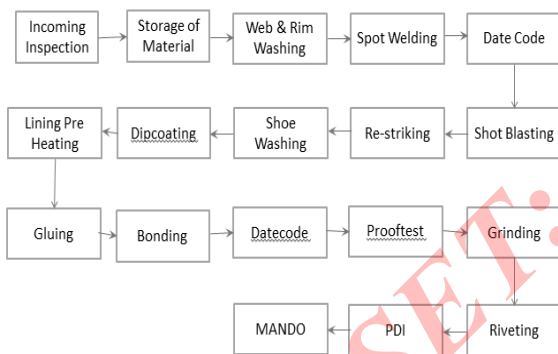 Incoming
Inspection
Storage of
Material
Web & Rim
Washing
Spot Welding
Date Code
Lining Pre
Heating
Dipcoating
Shoe
Washing
Re-striking
Shot Blasting
Gluing
Bonding
Datecode
Prooftest
Grinding
MANDO
PDI
Riveting
SET: